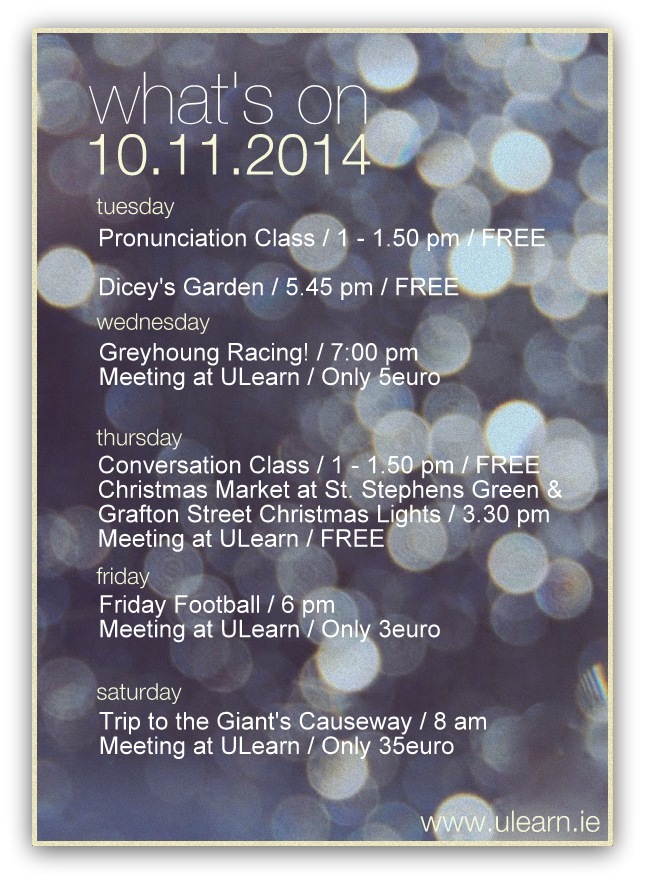 what's on
10.11.2014
tuesday
Pronunciation Class / 1 - 1.50 pm / FREE
Dicey's Garden / 5.45 pm / FREE
wednesday
Greyhoung Racing! / 7:00 pm
Meeting at ULearn / Only 5euro
thursday
Conversation Class / 1 - 1.50 pm / FREE
Christmas Market at St. Stephens Green &
Grafton Street Christmas Lights / 3.30 pm
Meeting at ULearn / FREE
friday
Friday Football / 6 pm
Meeting at ULearn / Only 3euro
saturday
Trip to the Giant's Causeway / 8 am
Meeting at ULearn / Only 35euro
www.ulearn.ie